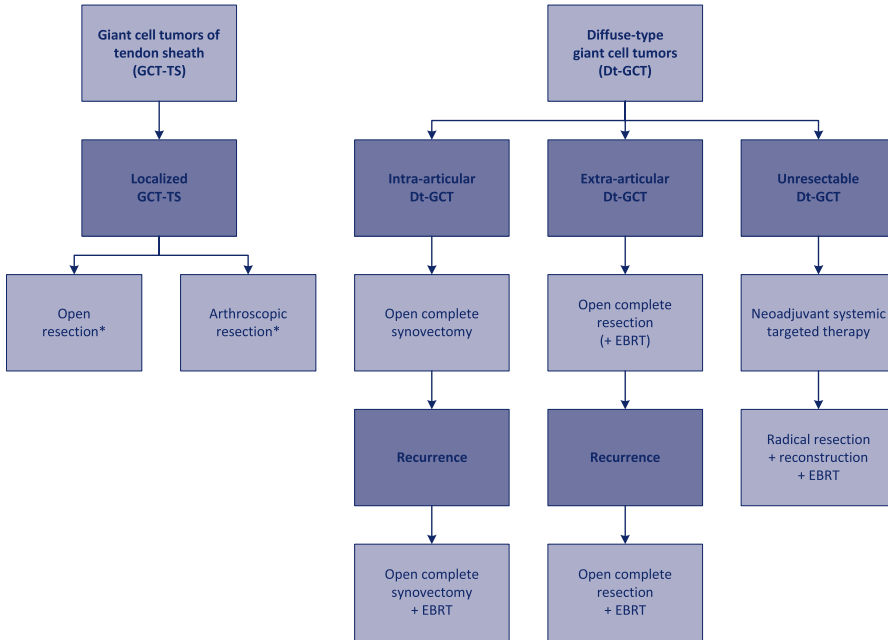 Giant cell tumors of
tendon sheath
(GCT-TS)
Diffuse-type
giant cell tumors
(Dt-GCT)
Localized
GCT-TS
Intra-articular
Dt-GCT
Extra-articular
Dt-GCT
Unresectable
Dt-GCT
Open
resection*
Arthroscopic
resection*
Open complete
synovectomy
Open complete
resection
(+ EBRT)
Neoadjuvant systemic
targeted therapy
Recurrence
Recurrence
Radical resection
+ reconstruction
+ EBRT
Open complete
synovectomy
+ EBRT
Open complete
resection
+ EBRT